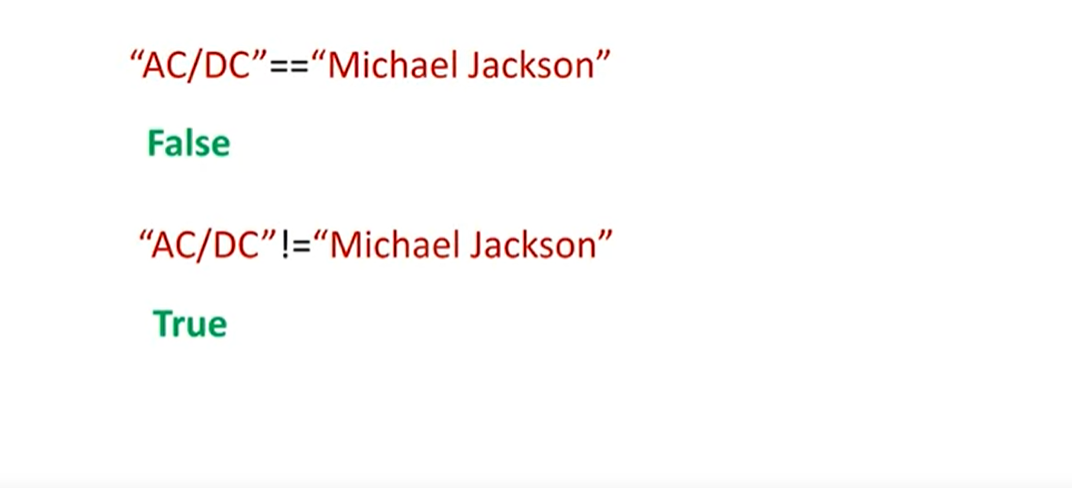 “AC/DC”==“Michael Jackson”
False
“AC/DC”!=“Michael Jackson”
True